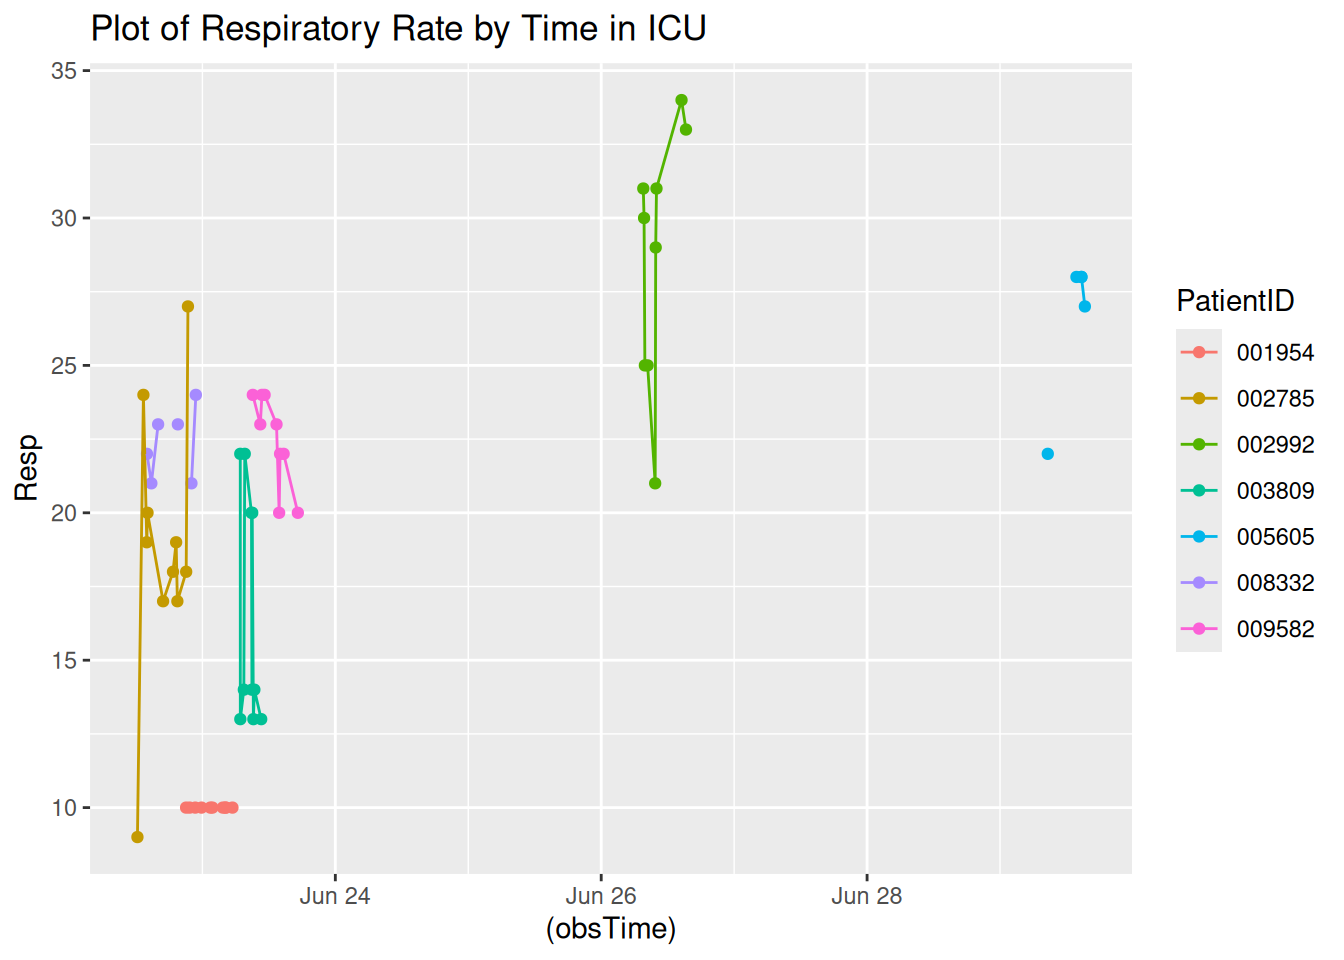 Plot of Respiratory Rate by Time in ICU
35
30
25
20
15
10
Resp
Jun 24
Jun 26
Jun 28
(obsTime)
PatientID
001954
002785
002992
003809
005605
008332
009582